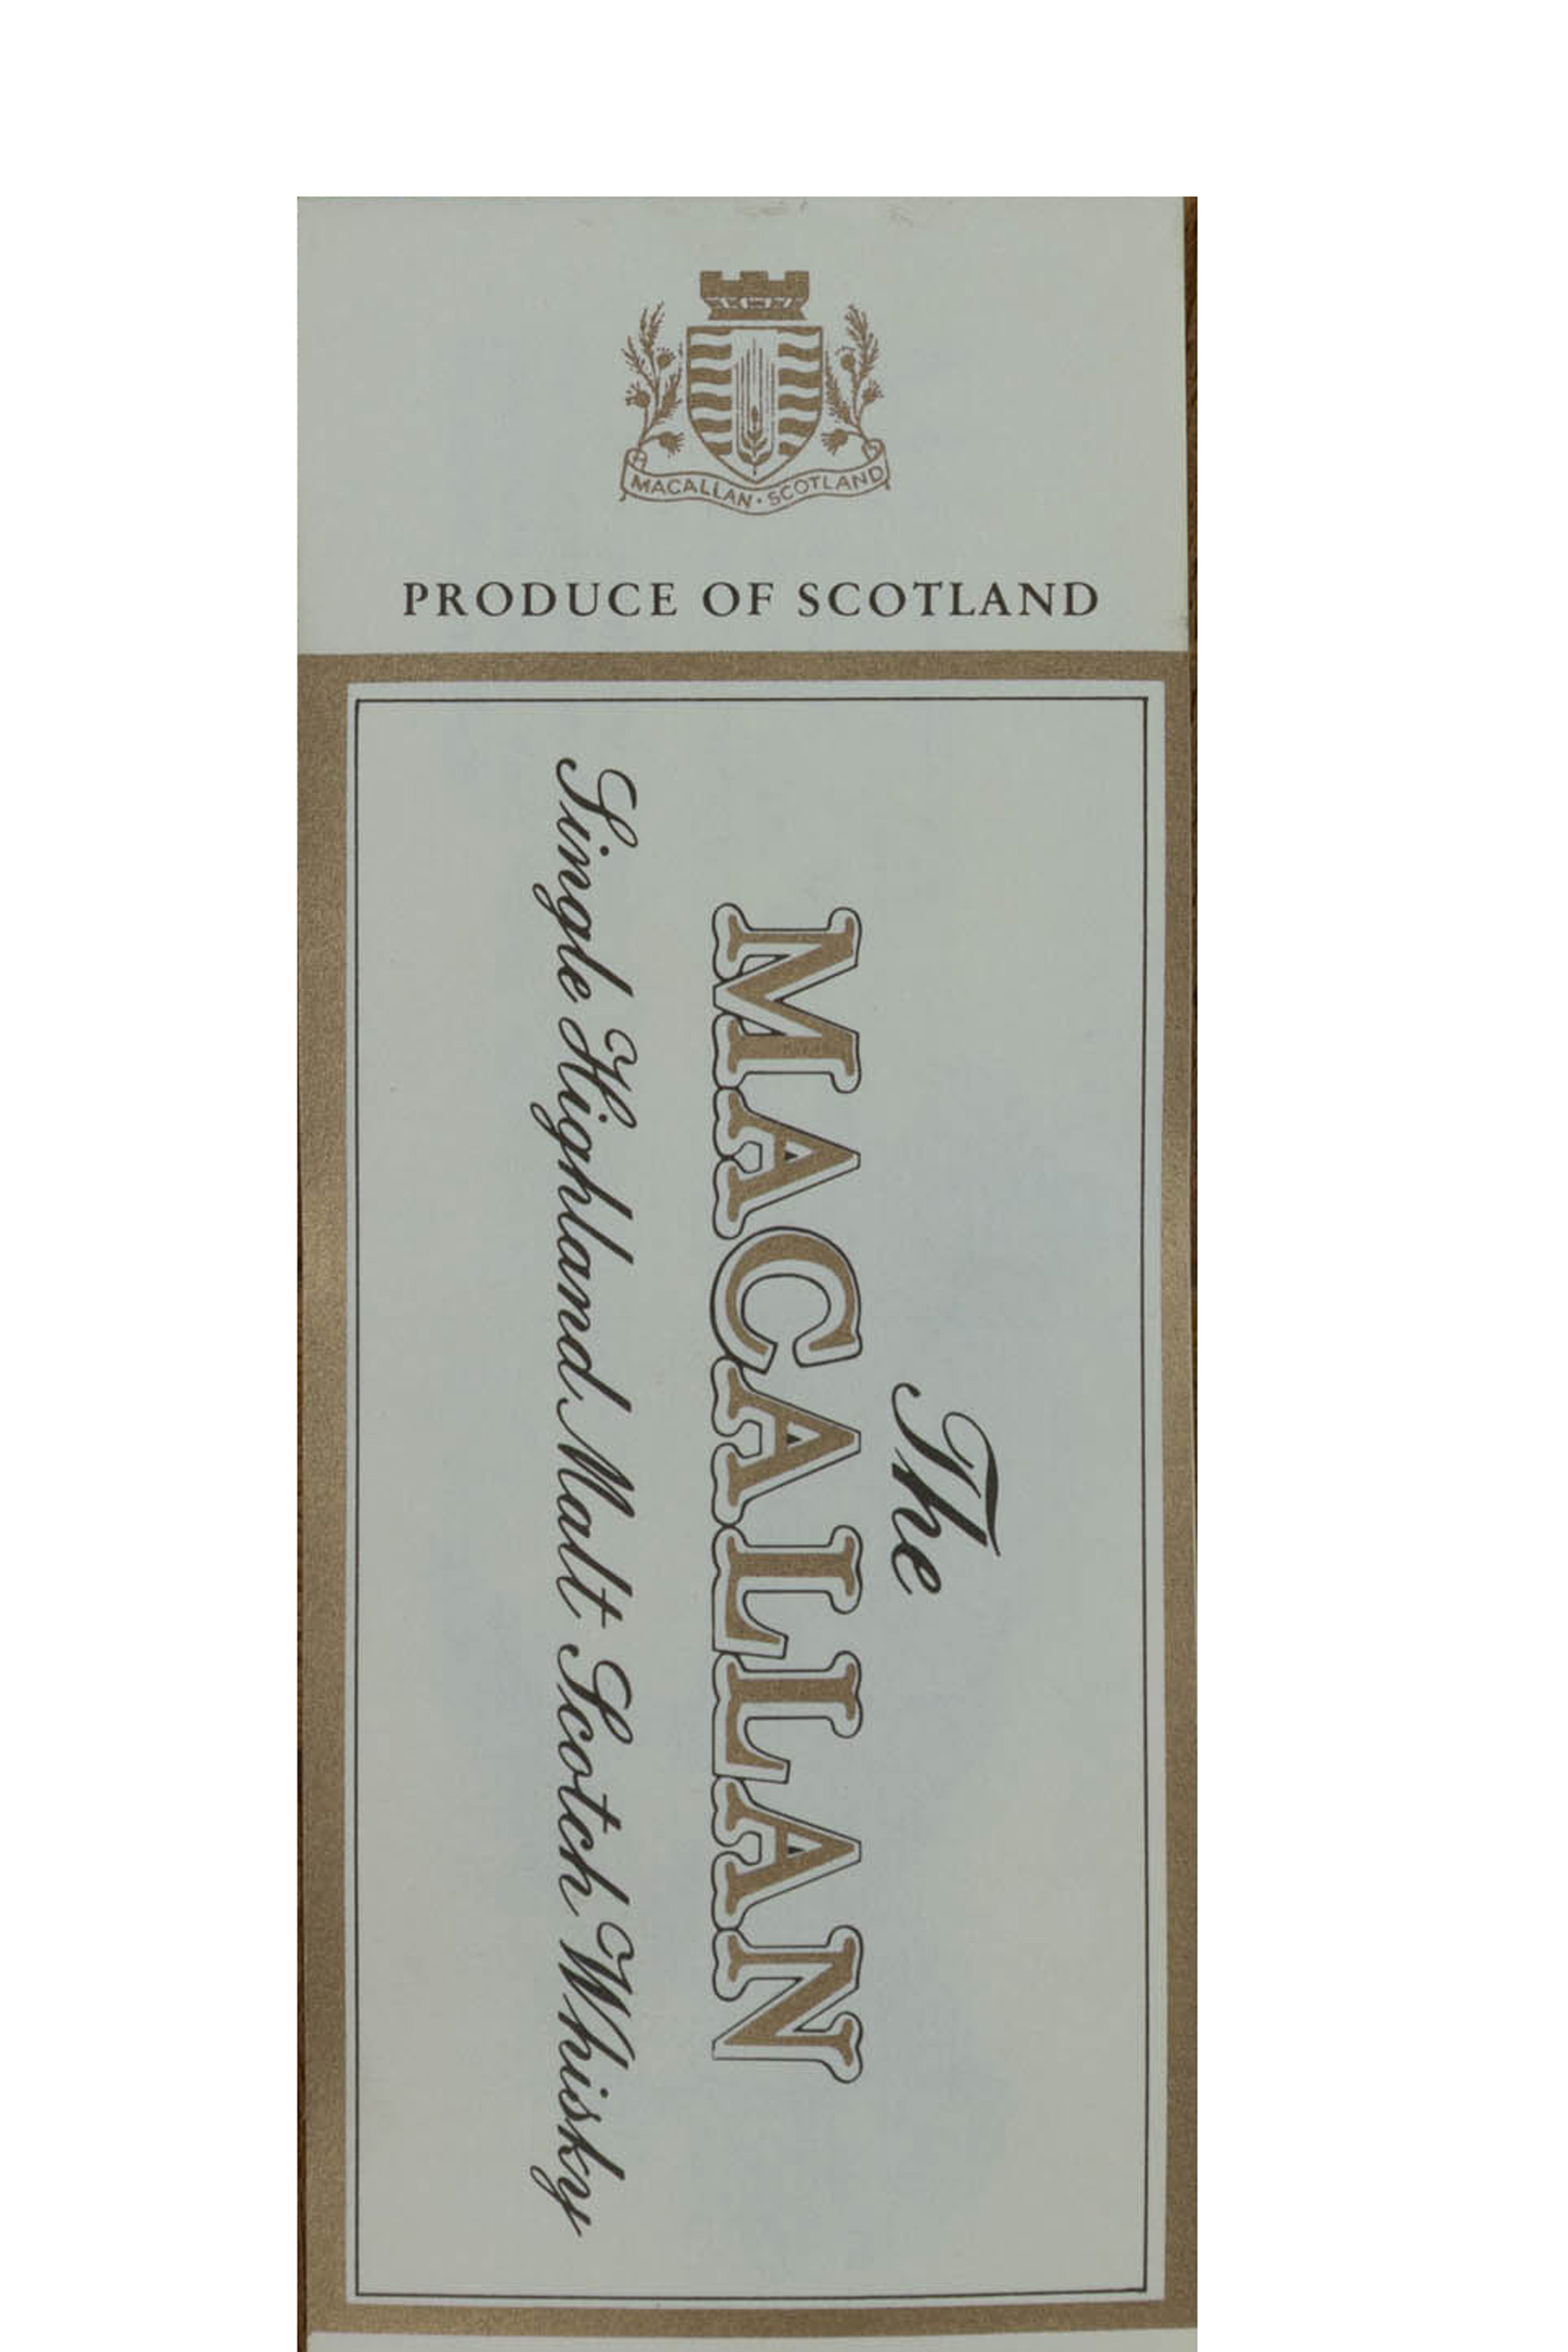 MACALLAN · SCOTLAND
PRODUCE OF SCOTLAND
The
MACALLAN
Single Highland Malt Scotch Whisky